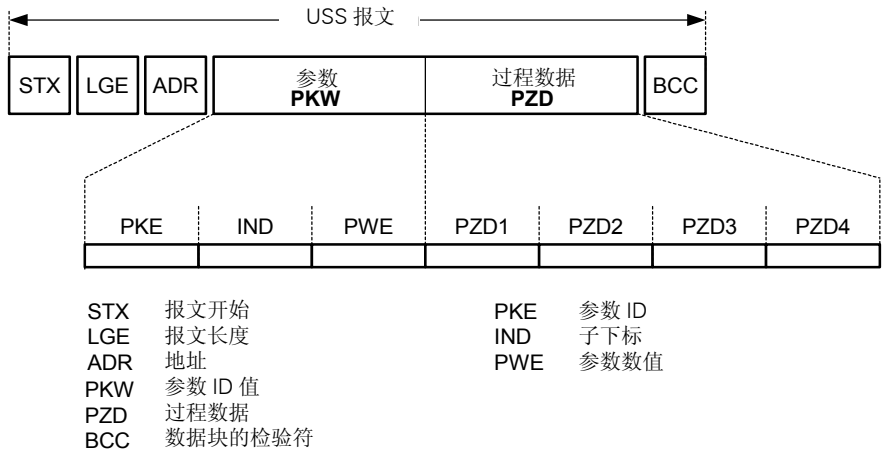 USS 报文
STX LGE ADR 参数 PKW 过程数据 PZD BCC
PKE IND PWE PZD1 PZD2 PZD3 PZD4
STX 报文开始 PKE 参数 ID
LGE 报文长度 IND 子下标
ADR 地址 PWE 参数数值
PKW 参数 ID 值
PZD 过程数据
BCC 数据块的检验符